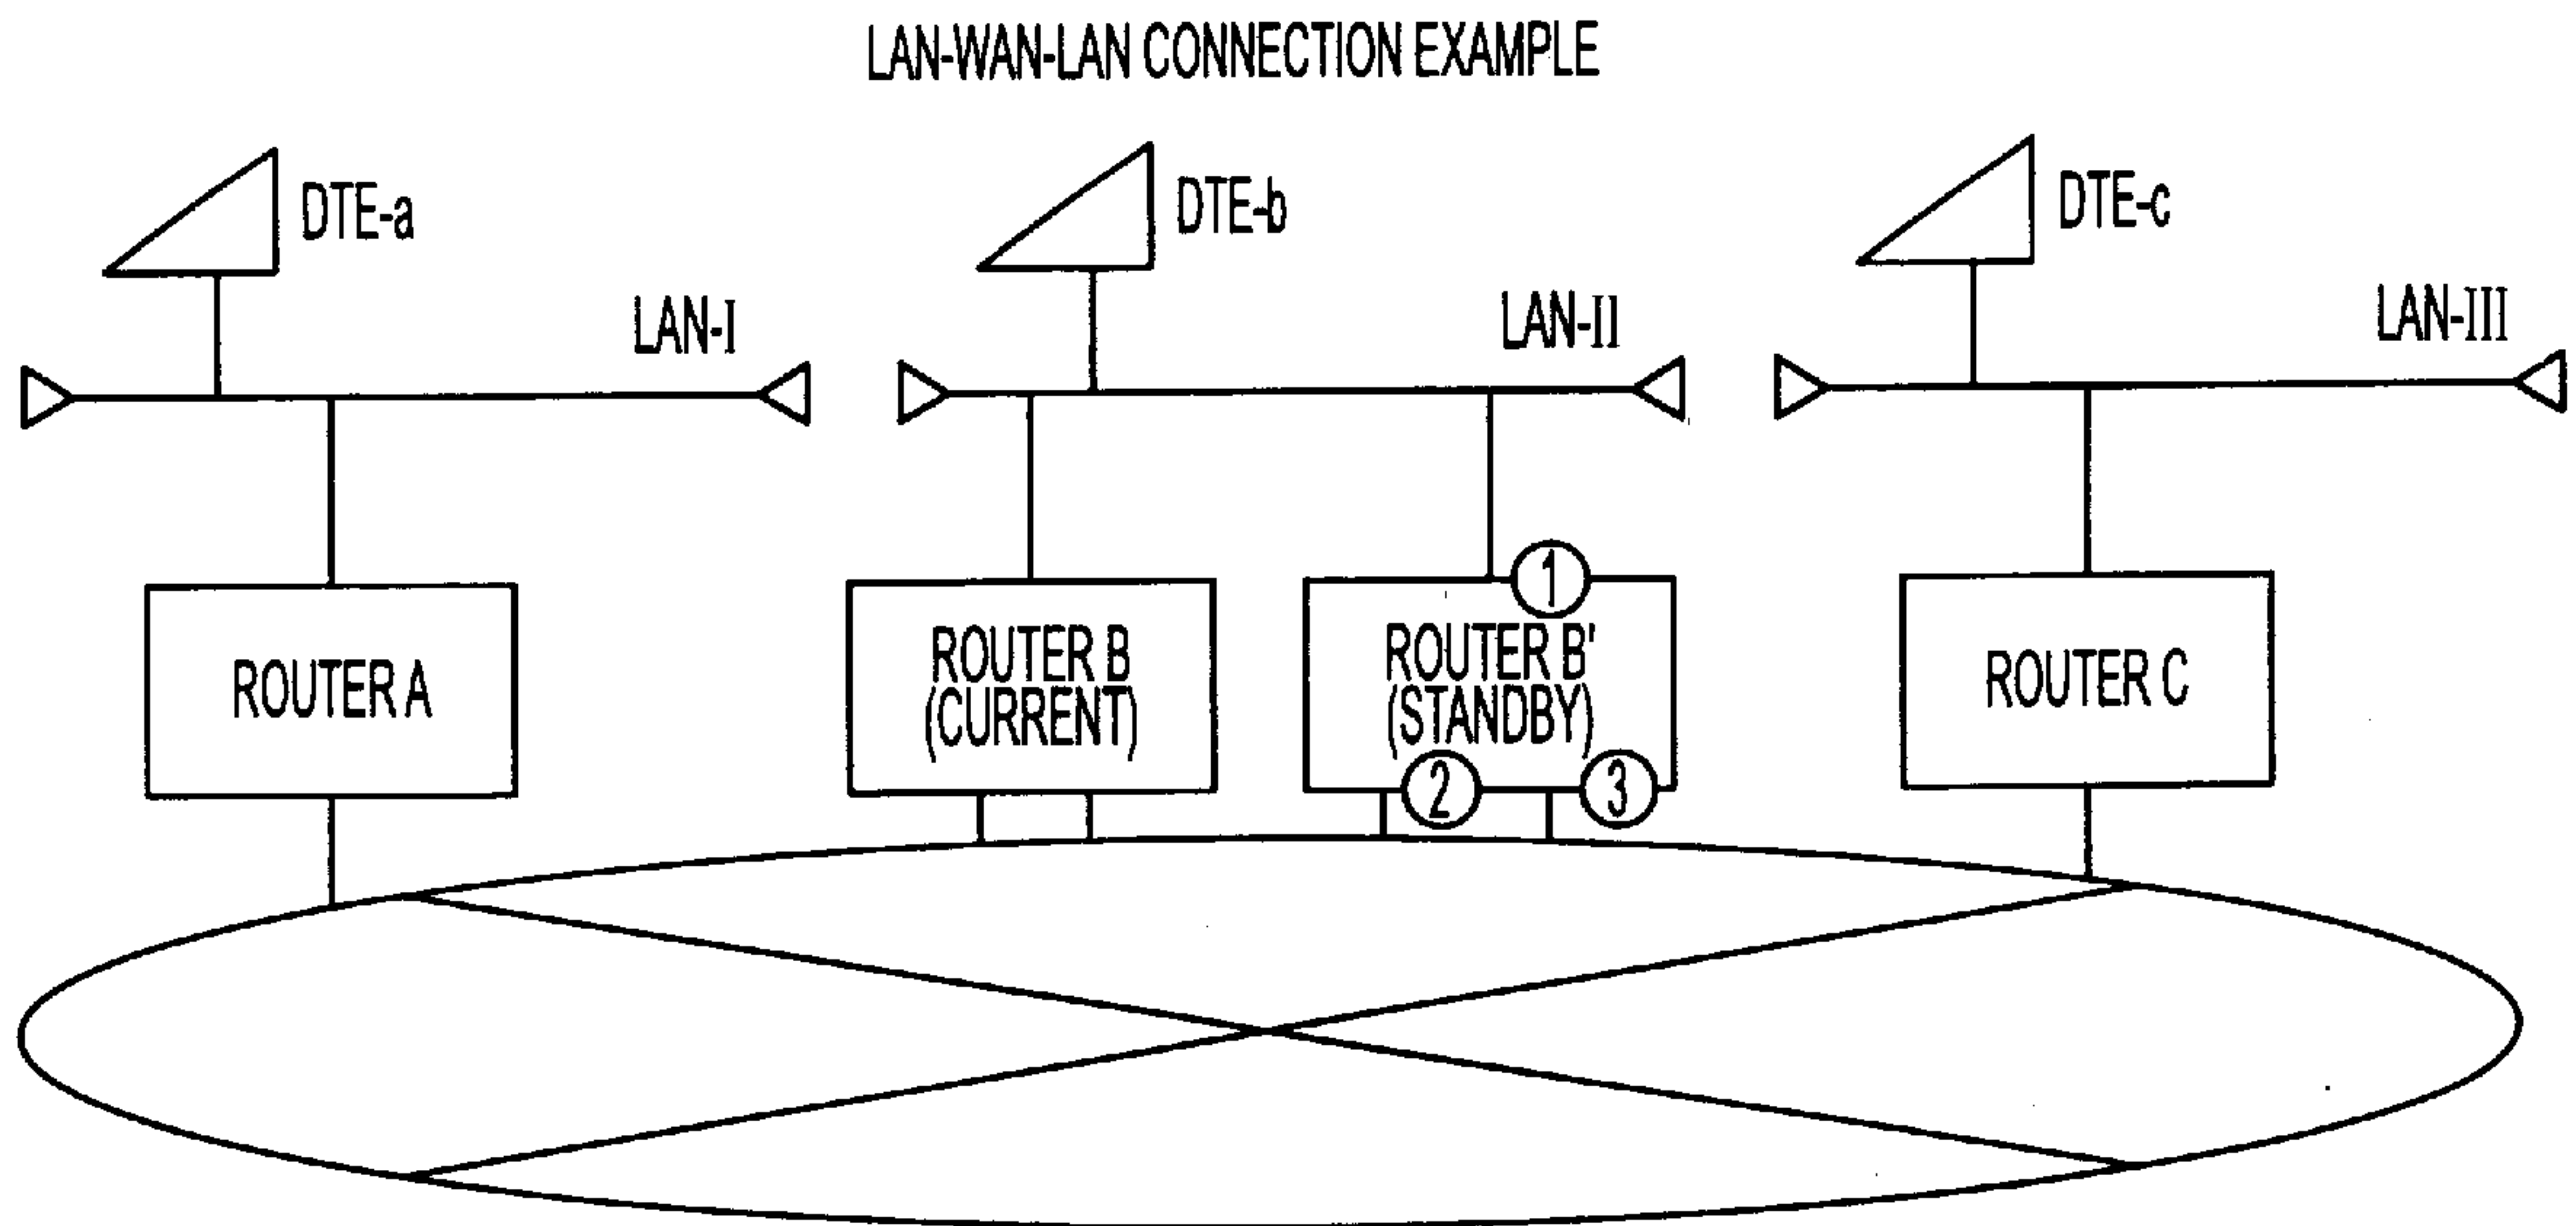 LAN-WAN-LAN CONNECTION EXAMPLE
DTE-a
DTE-b
DTE-c
LAN-I
LAN-II
LAN-III
ROUTER A
ROUTER B
(CURRENT)
1
ROUTER B'
(STANDBY)
2
3
ROUTER C